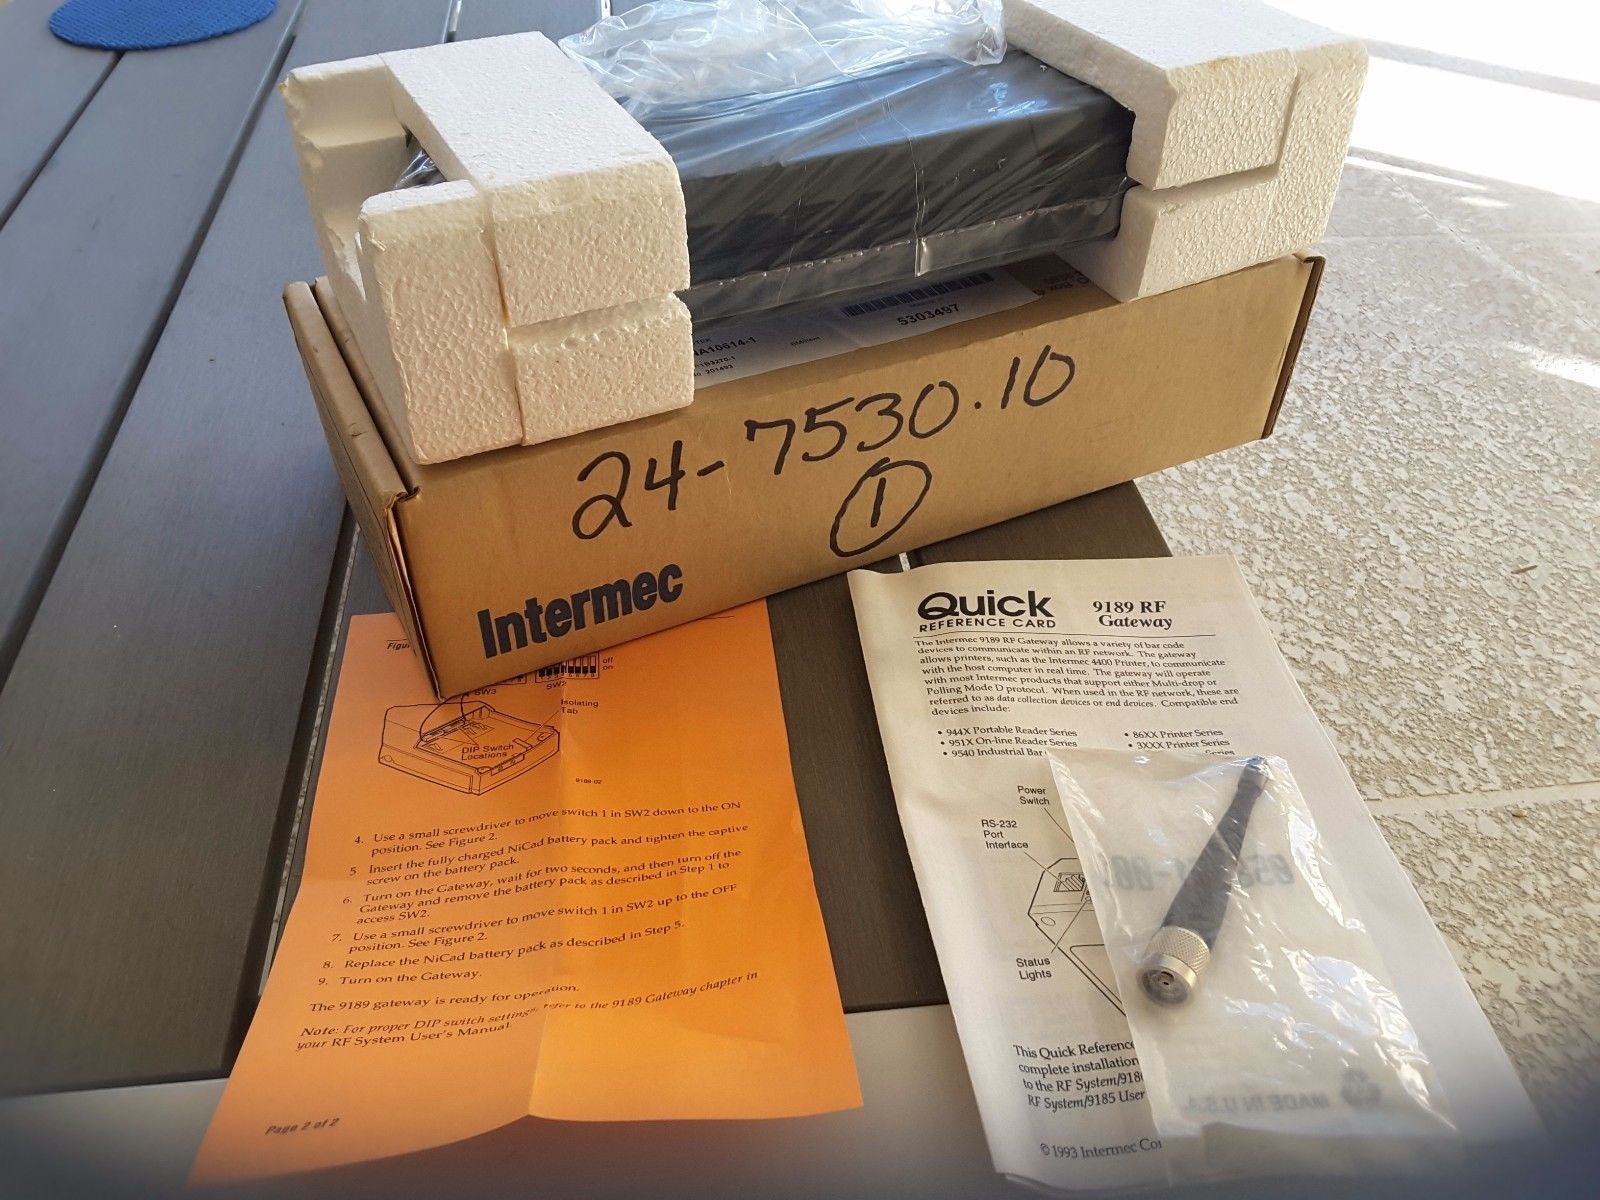 5303497
A10614-1
201493
24-7530.10
1
Intermec
off
on
SW3
SW2
Isolating
Tab
DIP Switch
Locations
9189-02
4. Use a small screwdriver to move switch 1 in SW2 down to the ON
position. See Figure 2.
5 Insert the fully charged NiCad battery pack and tighten the captive
screw on the battery pack.
6. Turn on the Gateway, wait for two seconds, and then turn off the
Gateway and remove the battery pack as described in Step 1 to
access SW2.
7. Use a small screwdriver to move switch 1 in SW2 up to the OFF
position. See Figure 2.
8. Replace the NiCad battery pack as described in Step 5.
9. Turn on the Gateway.
The 9189 gateway is ready for operation.
Note: For proper DIP switch settings, refer to the 9189 Gateway chapter in
your RF System User's Manual.
Page 2 of 2
Quick
REFERENCE CARD
9189 RF
Gateway
The Intermec 9189 RF Gateway allows a variety of bar code
devices to communicate within an RF network. The gateway
allows printers, such as the Intermec 4400 Printer, to communicate
with the host computer in real time. The gateway will operate
with most Intermec products that support either Multi-drop or
Polling Mode D protocol. When used in the RF network, these are
referred to as data collection devices or end devices. Compatible end
devices include:
• 944X Portable Reader Series
• 951X On-line Reader Series
• 9540 Industrial Bar
• 86XX Printer Series
• 3XXX Printer Series
Series
Power
Switch
RS-232
Port
Interface
Status
Lights
This Quick Reference
complete installation
to the RF System/918
RF System/9185 User
© 1993 Intermec Cor
MADE IN U.S.A.